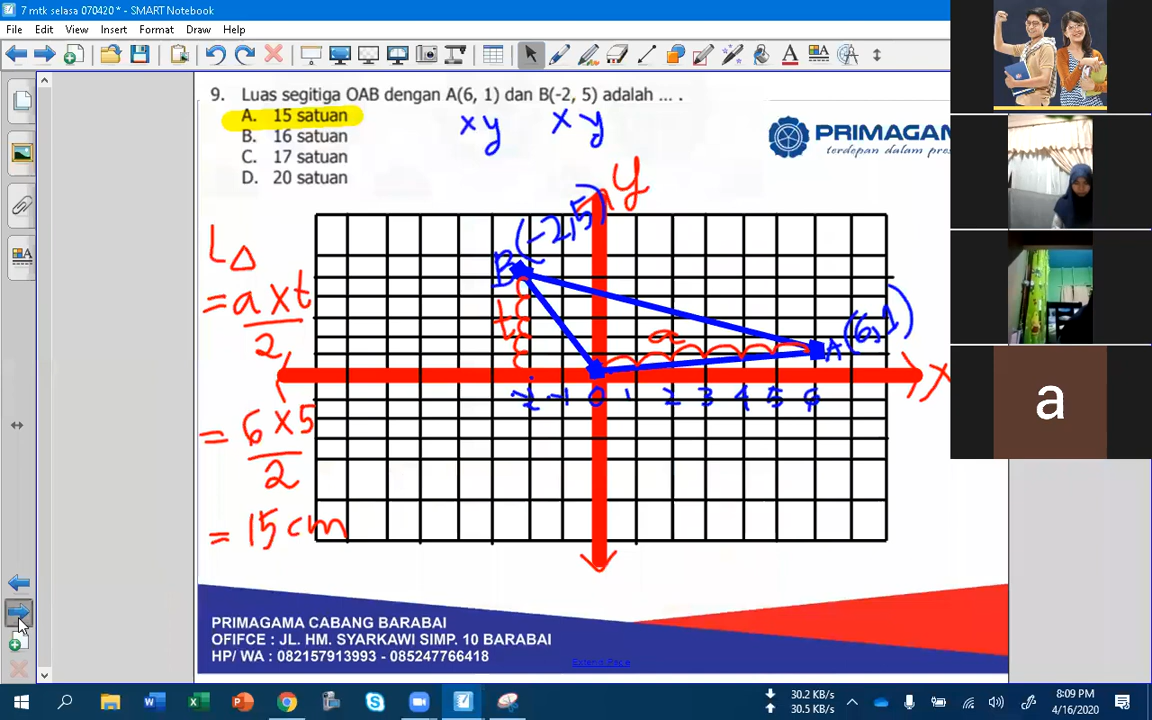 7 mtk selasa 070420 * - SMART Notebook
File Edit View Insert Format Draw Help
9. Luas segitiga OAB dengan A(6, 1) dan B(-2, 5) adalah ... .
A. 15 satuan
B. 16 satuan
C. 17 satuan
D. 20 satuan
x y x y
PRIMAGAMA
terdepan dalam pres
y
B(-2,5)
A(6,1)
t
a
x
-2 -1 0 1 2 3 4 5 6
L△
= a x t
2
= 6 x 5
2
= 15 cm
PRIMAGAMA CABANG BARABAI
OFIFCE : JL. HM. SYARKAWI SIMP. 10 BARABAI
HP/ WA : 082157913993 - 085247766418
a
30.2 KB/s
30.5 KB/s
8:09 PM
4/16/2020